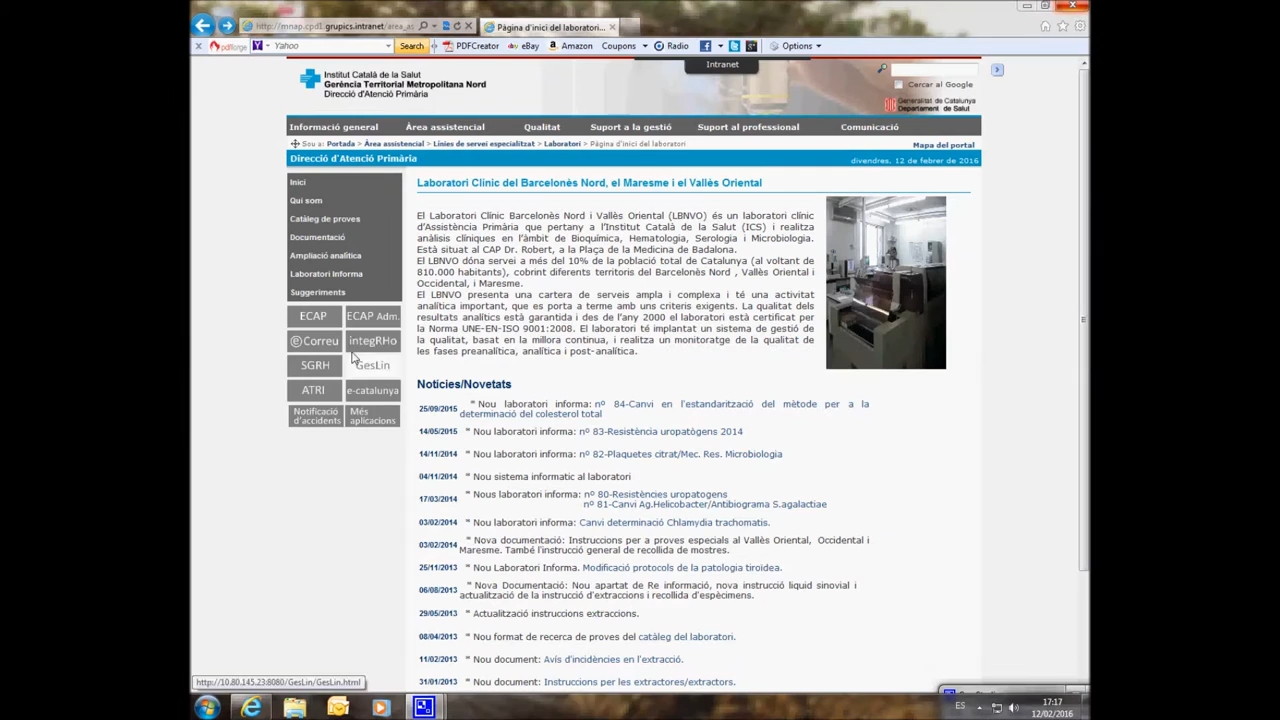 http://mnap.cpd1.grupics.intranet/area_as
Pàgina d'inici del laboratori...
pdfforge
Yahoo
Search
PDFCreator
eBay
Amazon
Coupons
Radio
Options
Intranet
Institut Català de la Salut
Gerència Territorial Metropolitana Nord
Direcció d'Atenció Primària
Cercar al Google
Generalitat de Catalunya
Departament de Salut
Informació general
Àrea assistencial
Qualitat
Suport a la gestió
Suport al professional
Comunicació
Sou a: Portada > Àrea assistencial > Línies de servei especialitzat > Laboratori > Pàgina d'inici del laboratori
Mapa del portal
Direcció d'Atenció Primària
divendres, 12 de febrer de 2016
Inici
Qui som
Catàleg de proves
Documentació
Ampliació analítica
Laboratori Informa
Suggeriments
ECAP
ECAP Adm.
eCorreu
integRHo
SGRH
GesLin
ATRI
e-catalunya
Notificació d'accidents
Més aplicacions
Laboratori Clínic del Barcelonès Nord, el Maresme i el Vallès Oriental
El Laboratori Clínic Barcelonès Nord i Vallès Oriental (LBNVO) és un laboratori clínic
d'Assistència Primària que pertany a l'Institut Català de la Salut (ICS) i realitza
anàlisis clíniques en l'àmbit de Bioquímica, Hematologia, Serologia i Microbiologia.
Està situat al CAP Dr. Robert, a la Plaça de la Medicina de Badalona.
El LBNVO dóna servei a més del 10% de la població total de Catalunya (al voltant de
810.000 habitants), cobrint diferents territoris del Barcelonès Nord , Vallès Oriental i
Occidental, i Maresme.
El LBNVO presenta una cartera de serveis ampla i complexa i té una activitat
analítica important, que es porta a terme amb uns criteris exigents. La qualitat dels
resultats analítics està garantida i des de l'any 2000 el laboratori està certificat per
la Norma UNE-EN-ISO 9001:2008. El laboratori té implantat un sistema de gestió de
la qualitat, basat en la millora continua, i realitza un monitoratge de la qualitat de
les fases preanalítica, analítica i post-analítica.
Notícies/Novetats
25/09/2015 " Nou laboratori informa: nº 84-Canvi en l'estandarització del mètode per a la
determinació del colesterol total
14/05/2015 " Nou laboratori informa: nº 83-Resistència uropatògens 2014
14/11/2014 " Nou laboratori informa: nº 82-Plaquetes citrat/Mec. Res. Microbiologia
04/11/2014 " Nou sistema informatic al laboratori
17/03/2014 " Nous laboratori informa: nº 80-Resistències uropatogens
nº 81-Canvi Ag.Helicobacter/Antibiograma S.agalactiae
03/02/2014 " Nou laboratori informa: Canvi determinació Chlamydia trachomatis.
03/02/2014 " Nova documentació: Instruccions per a proves especials al Vallès Oriental, Occidental i
Maresme. També l'instrucció general de recollida de mostres.
25/11/2013 " Nou Laboratori Informa. Modificació protocols de la patologia tiroidea.
06/08/2013 " Nova Documentació: Nou apartat de Re informació, nova instrucció liquid sinovial i
actualització de la instrucció d'extraccions i recollida d'espècimens.
29/05/2013 " Actualització instruccions extraccions.
08/04/2013 " Nou format de recerca de proves del catàleg del laboratori.
11/02/2013 " Nou document: Avís d'incidències en l'extracció.
31/01/2013 " Nou document: Instruccions per les extractores/extractors.
http://10.80.145.23:8080/GesLin/GesLin.html
ES
17:17
12/02/2016